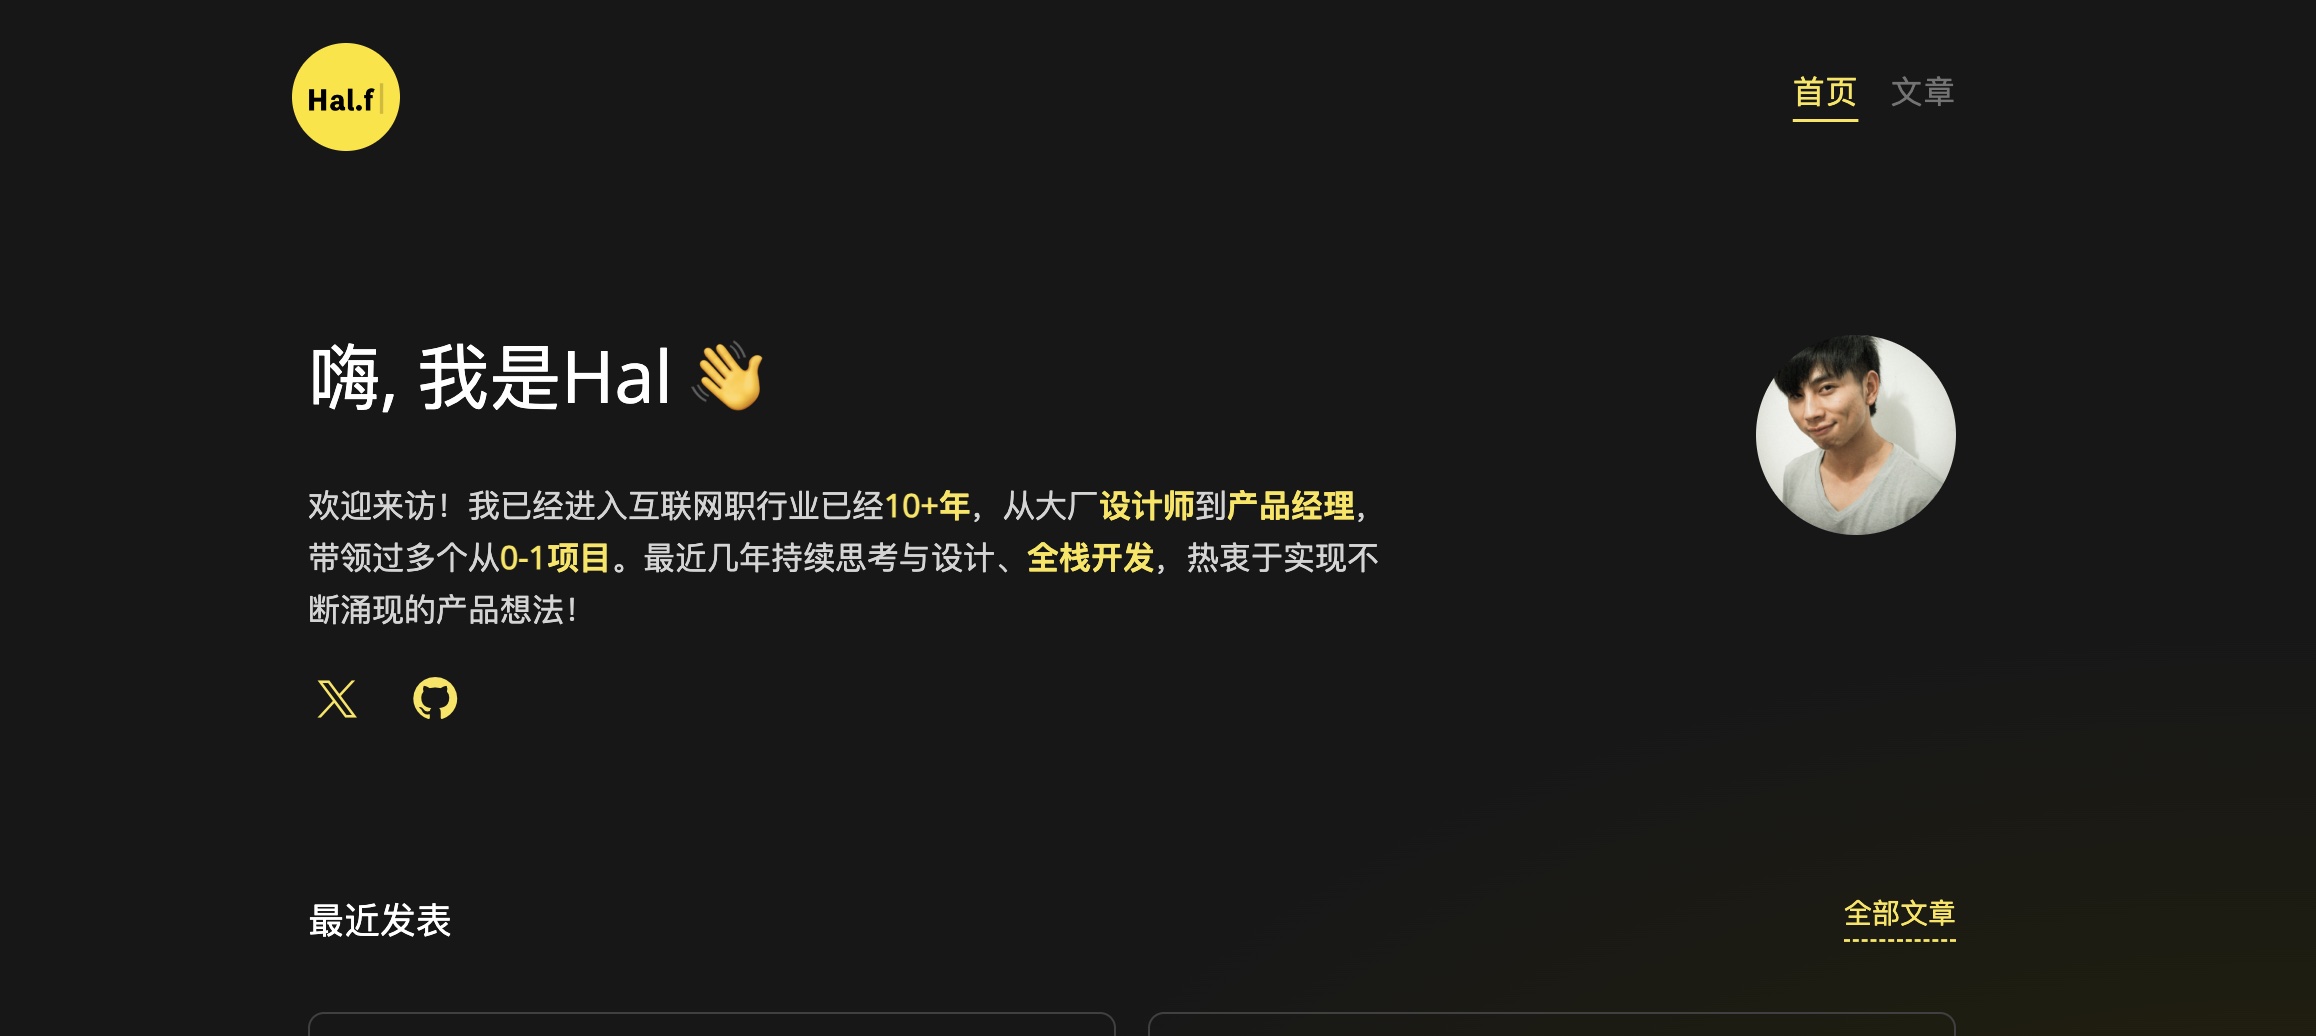 Hal.f
首页 文章
嗨, 我是Hal 👋
欢迎来访！我已经进入互联网职行业已经10+年，从大厂设计师到产品经理，
带领过多个从0-1项目。最近几年持续思考与设计、全栈开发，热衷于实现不
断涌现的产品想法！
最近发表
全部文章